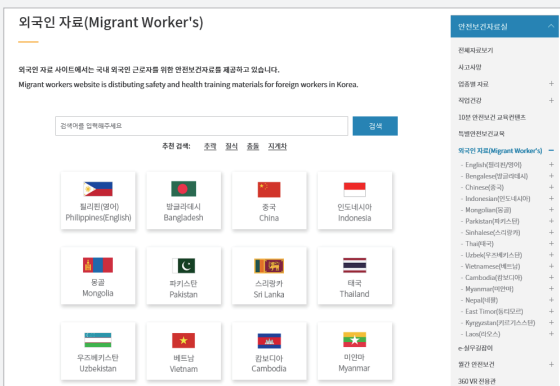 외국인 자료(Migrant Worker's)
외국인 자료 사이트에서는 국내 외국인 근로자를 위한 안전보건자료를 제공하고 있습니다.
Migrant workers website is distibuting safety and health training materials for foreign workers in Korea.
검색어를 입력해주세요
검색
추천 검색: 추락 질식 충돌 지게차
필리핀(영어)
Philippines(English)
방글라데시
Bangladesh
중국
China
인도네시아
Indonesia
몽골
Mongolia
파키스탄
Pakistan
스리랑카
Sri Lanka
태국
Thailand
우즈베키스탄
Uzbekistan
베트남
Vietnam
캄보디아
Cambodia
미얀마
Myanmar
안전보건자료실
전체자료보기
사고사망
업종별 자료 +
직업건강 +
10분 안전보건 교육컨텐츠
특별안전보건교육
외국인 자료(Migrant Worker's) −
- English(필리핀/영어) +
- Bengalese(방글라데시) +
- Chinese(중국) +
- Indonesian(인도네시아) +
- Mongolian(몽골) +
- Parkistan(파키스탄) +
- Sinhalese(스리랑카) +
- Thai(태국) +
- Uzbek(우즈베키스탄) +
- Vietnamese(베트남) +
- Cambodia(캄보디아) +
- Myanmar(미얀마) +
- Nepal(네팔) +
- East Timor(동티모르) +
- Kyrgystan(키르기스스탄) +
- Laos(라오스) +
e-실무길잡이
월간 안전보건 +
360 VR 전용관